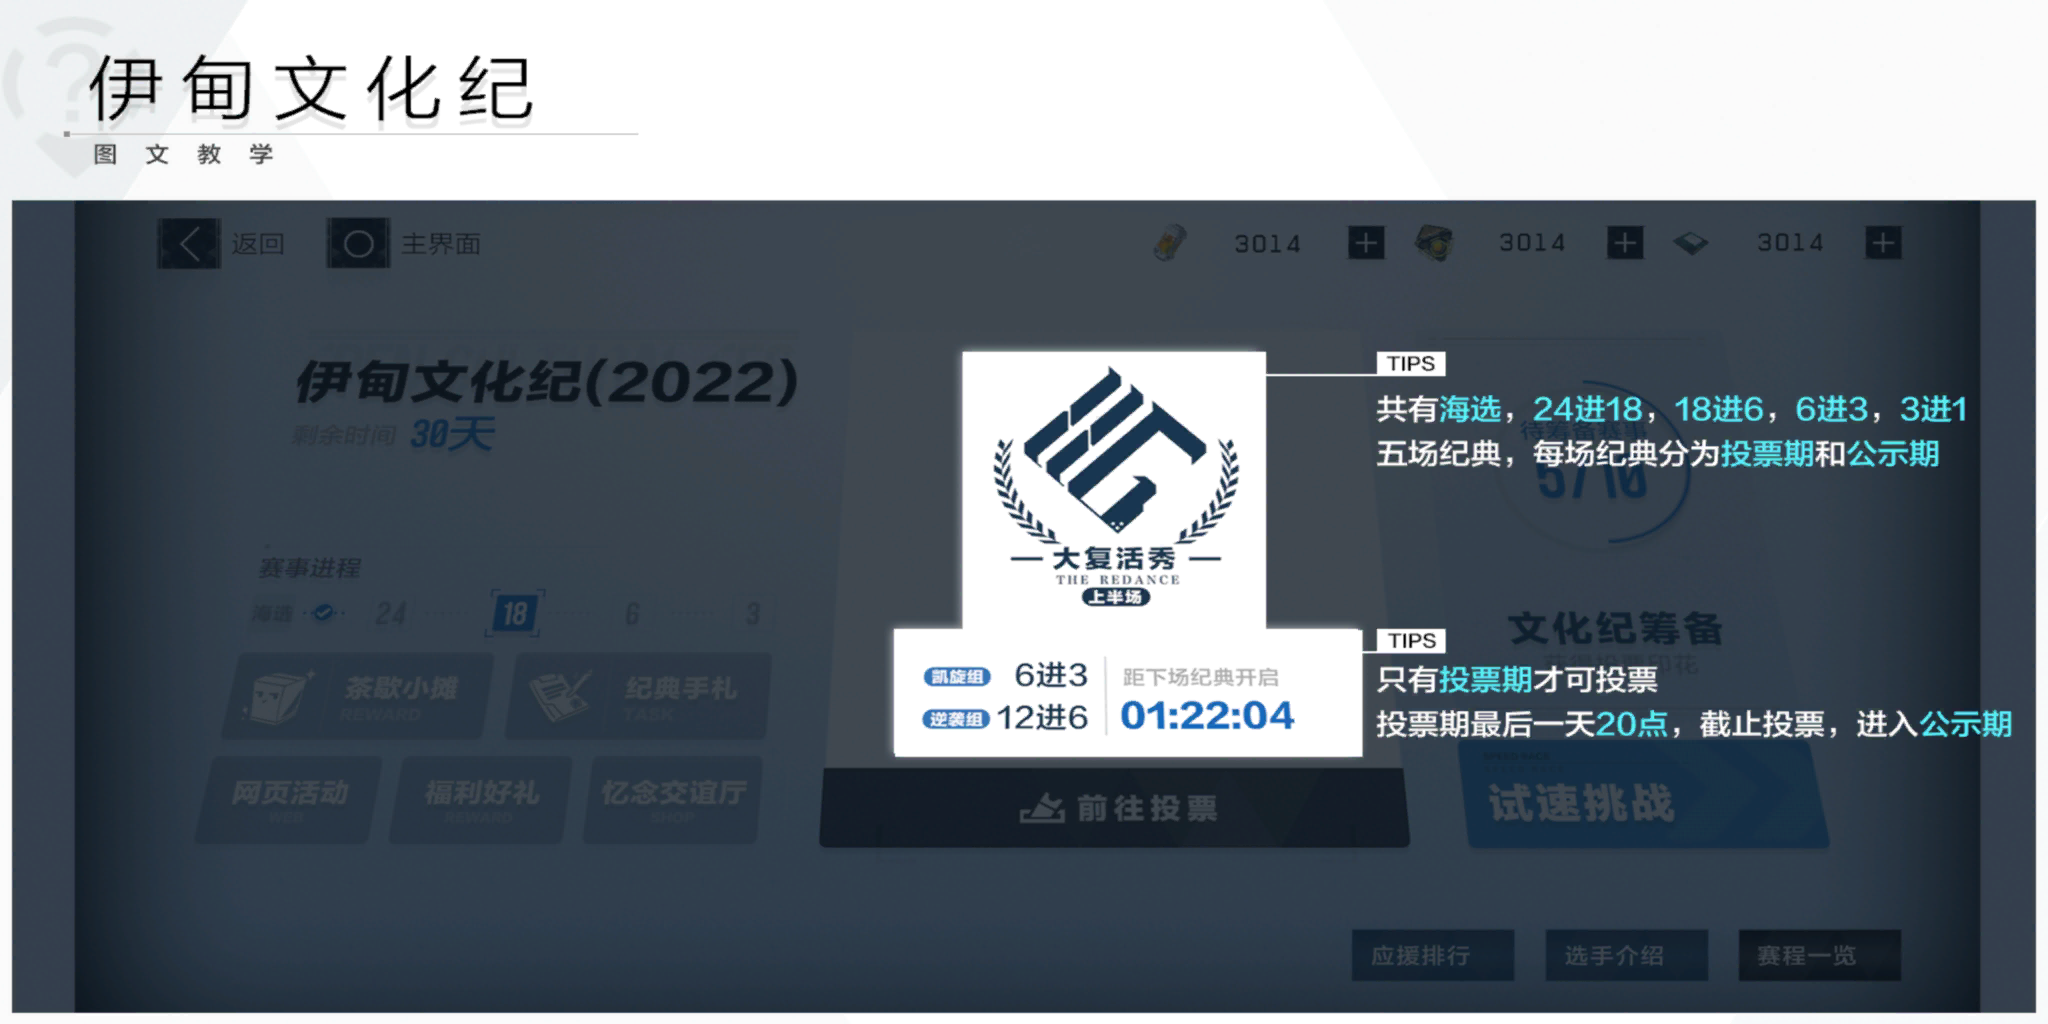 伊甸文化纪
图文教学
返回
主界面
3014
3014
3014
伊甸文化纪(2022)
剩余时间 30天
赛事进程
海选 24 18 6 3
茶歇小摊
REWARD
纪典手札
TASK
网页活动
WEB
福利好礼
REWARD
忆念交谊厅
SHOP
大复活秀
THE REDANCE
上半场
凯旋组 6进3
逆袭组 12进6
距下场纪典开启
01:22:04
前往投票
TIPS
共有海选，24进18，18进6，6进3，3进1
五场纪典，每场纪典分为投票期和公示期
待筹备赛事
5/10
文化纪筹备
TIPS
只有投票期才可投票
投票期最后一天20点，截止投票，进入公示期
试速挑战
应援排行
选手介绍
赛程一览